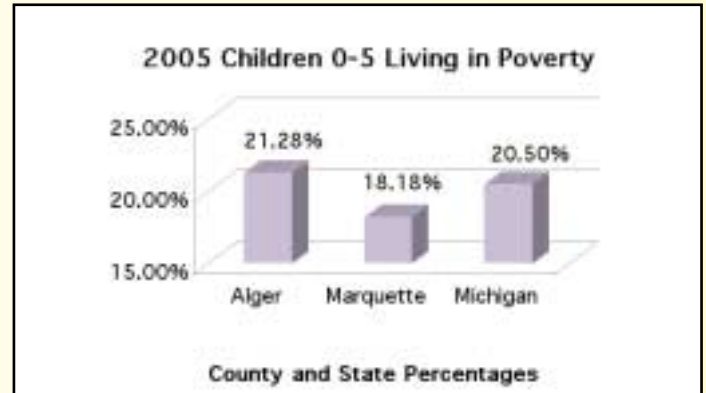 2005 Children 0-5 Living in Poverty
25.00%
20.00%
15.00%
21.28%
18.18%
20.50%
Alger
Marquette
Michigan
County and State Percentages